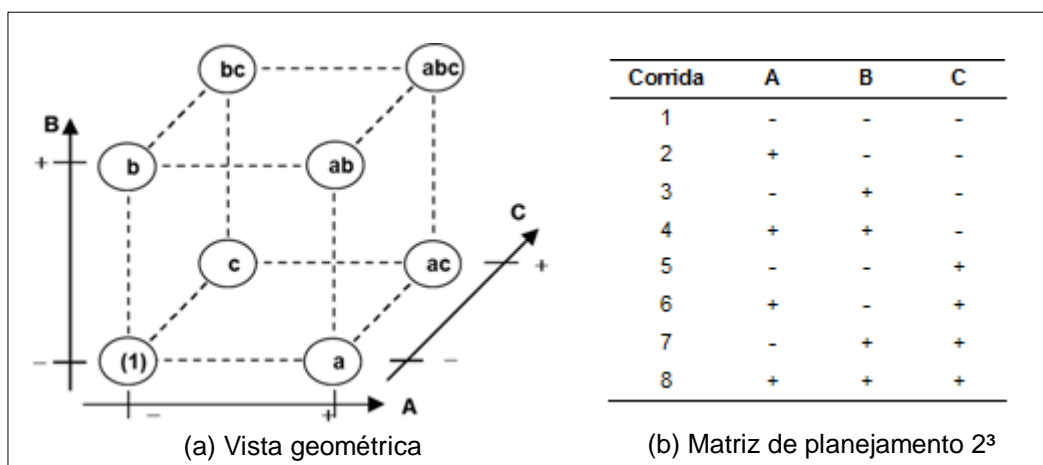 bc abc
B
+ b ab
C
c ac +
– (1) a –
– + A
(a) Vista geométrica
Corrida A B C
1 - - -
2 + - -
3 - + -
4 + + -
5 - - +
6 + - +
7 - + +
8 + + +
(b) Matriz de planejamento 2³